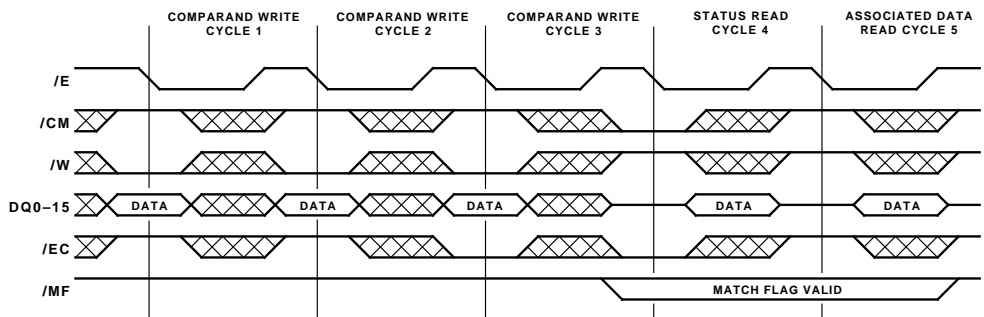 COMPARAND WRITE
CYCLE 1
COMPARAND WRITE
CYCLE 2
COMPARAND WRITE
CYCLE 3
STATUS READ
CYCLE 4
ASSOCIATED DATA
READ CYCLE 5
/E
/CM
/W
DQ0–15 DATA DATA DATA DATA DATA
/EC
/MF MATCH FLAG VALID